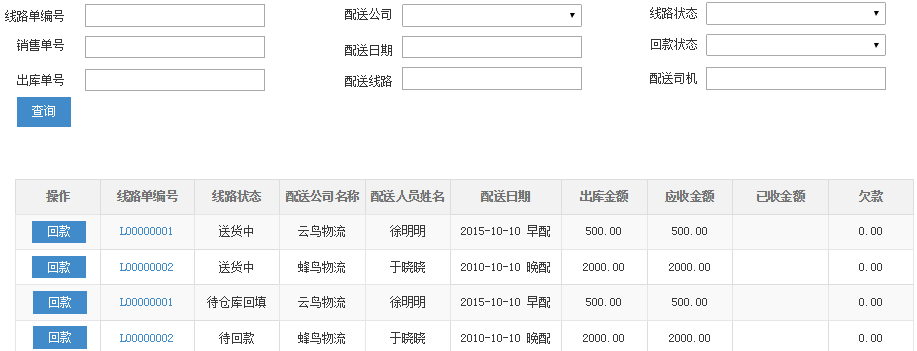 线路单编号 配送公司 线路状态
销售单号 配送日期 回款状态
出库单号 配送线路 配送司机
查询
操作 线路单编号 线路状态 配送公司名称 配送人员姓名 配送日期 出库金额 应收金额 已收金额 欠款
回款 L00000001 送货中 云鸟物流 徐明明 2015-10-10 早配 500.00 500.00 0.00
回款 L00000002 送货中 蜂鸟物流 于晓晓 2010-10-10 晚配 2000.00 2000.00 0.00
回款 L00000001 待仓库回填 云鸟物流 徐明明 2015-10-10 早配 500.00 500.00 0.00
回款 L00000002 待回款 蜂鸟物流 于晓晓 2010-10-10 晚配 2000.00 2000.00 0.00